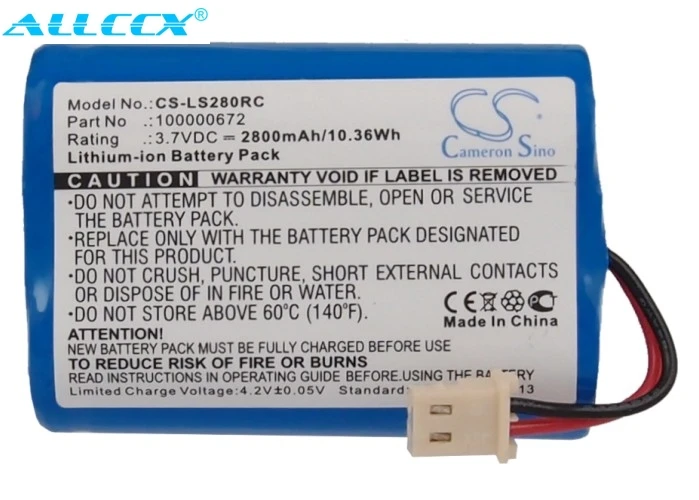 ALLCCX
Model No.:CS-LS280RC
Part No .:100000672
Rating .:3.7VDC ⎓ 2800mAh/10.36Wh
Lithium-ion Battery Pack
CS
Cameron Sino
CAUTION WARRANTY VOID IF LABEL IS REMOVED
•DO NOT ATTEMPT TO DISASSEMBLE, OPEN OR SERVICE
THE BATTERY PACK.
•REPLACE ONLY WITH THE BATTERY DESIGNATED
FOR THIS PRODUCT.
•DO NOT CRUSH, PUNCTURE, SHORT EXTERNAL CONTACTS
OR DISPOSE OF IN FIRE OR WATER.
•DO NOT STORE ABOVE 60°C (140°F).
CE
Made In China
ATTENTION!
NEW BATTERY PACK MUST BE FULLY CHARGED BEFORE USE
TO REDUCE RISK OF FIRE OR BURNS
READ INSTRUCTIONS OPERATING GUIDE BEFORE USE
Limited Charge Voltage:4.2V±0.05V Standard: 13